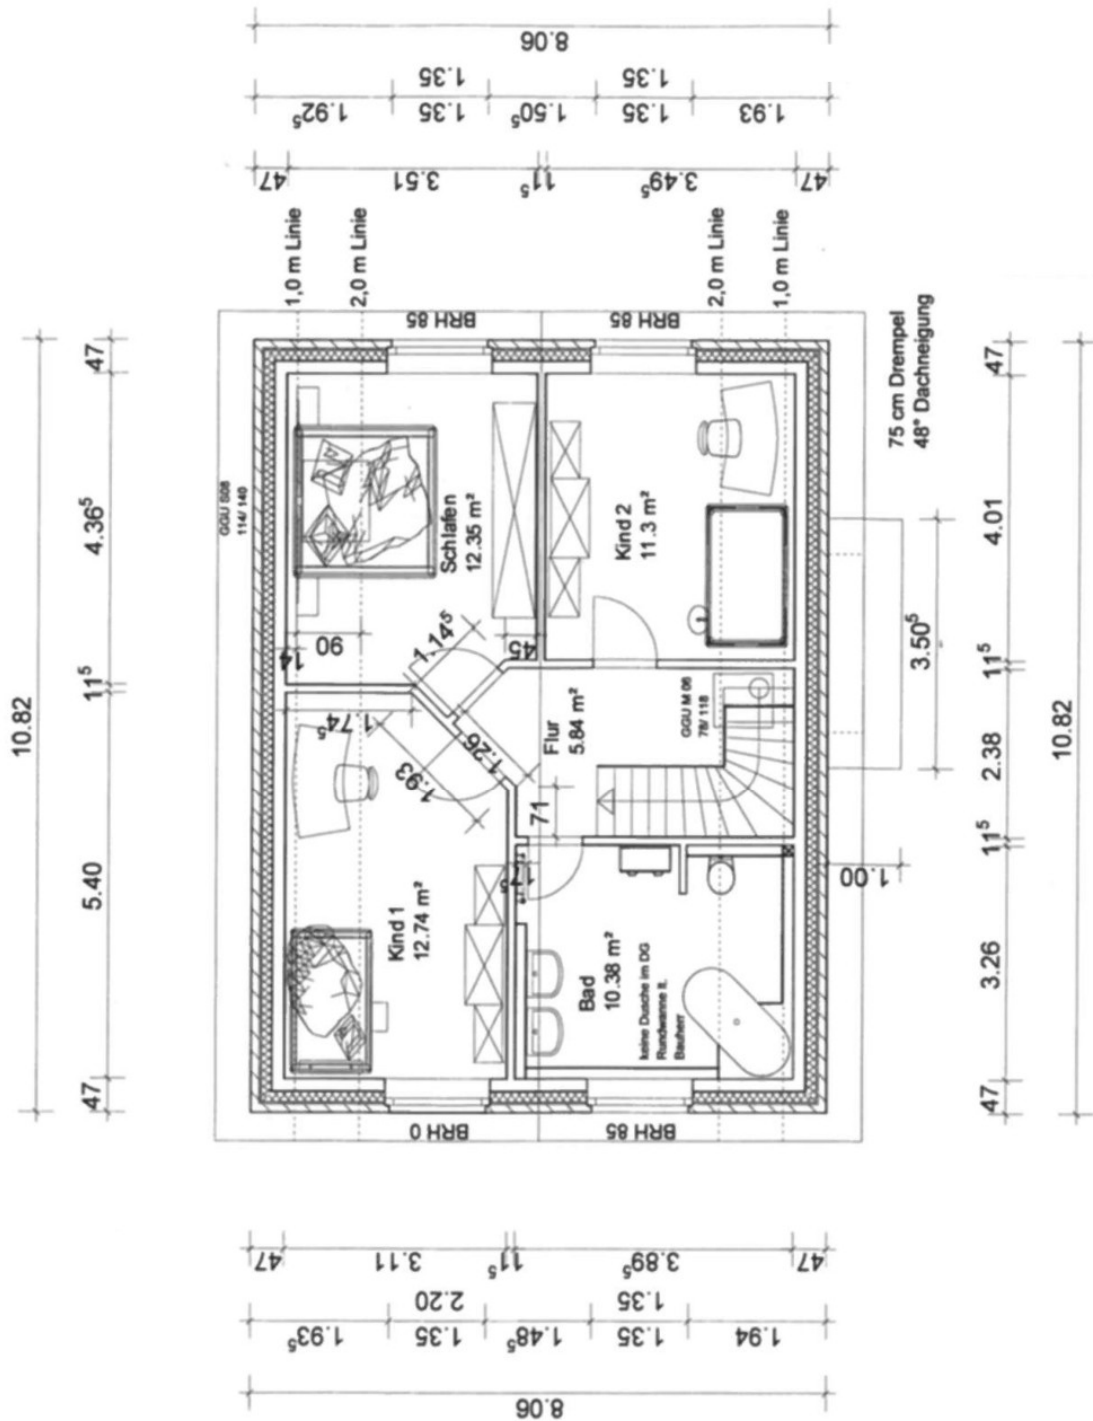 8.06
1.35 1.35
1.92⁵ 1.35 1.50⁵ 1.35 1.93
47 3.51 11⁵ 3.49⁵ 47
1,0 m Linie
2,0 m Linie
2,0 m Linie
1,0 m Linie
BRH 85
BRH 85
75 cm Drempel
48° Dachneigung
10.82
47
4.36⁵
11⁵
5.40
47
GGU S08
114/ 140
Schlafen
12.35 m²
Kind 2
11.3 m²
90
14
1.14⁵
45
1.74⁵
1.93
1.26
Flur
5.84 m²
GGU M 06
78/ 118
71
Kind 1
12.74 m²
Bad
10.38 m²
keine Dusche im DG
Rundwanne lt.
Bauherr
3.50⁵
1.00
47
4.01
11⁵
2.38
11⁵
3.26
47
10.82
BRH 0
BRH 85
47 3.11 11⁵ 3.89⁵ 47
2.20 1.35
1.93⁵ 1.35 1.48⁵ 1.35 1.94
8.06